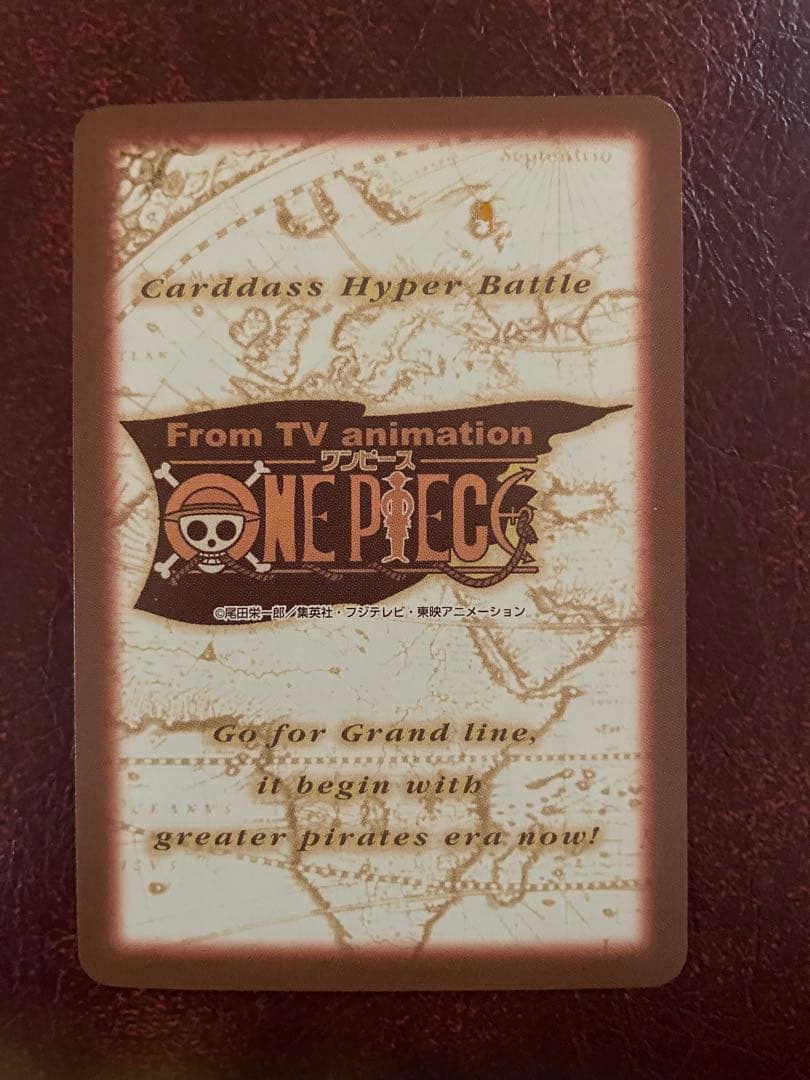 Septentrio
Carddass Hyper Battle
From TV animation
ワンピース
ONE PIECE
©尾田栄一郎／集英社・フジテレビ・東映アニメーション
Go for Grand line,
it begin with
greater pirates era now!